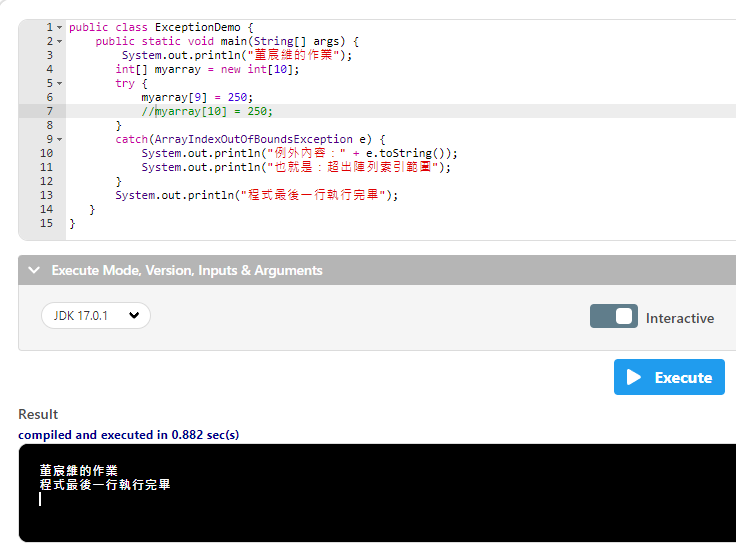 1 public class ExceptionDemo {
2 public static void main(String[] args) {
3 System.out.println("董宸維的作業");
4 int[] myarray = new int[10];
5 try {
6 myarray[9] = 250;
7 //myarray[10] = 250;
8 }
9 catch(ArrayIndexOutOfBoundsException e) {
10 System.out.println("例外內容：" + e.toString());
11 System.out.println("也就是：超出陣列索引範圍");
12 }
13 System.out.println("程式最後一行執行完畢");
14 }
15 }
Execute Mode, Version, Inputs & Arguments
JDK 17.0.1
Interactive
Execute
Result
compiled and executed in 0.882 sec(s)
董宸維的作業
程式最後一行執行完畢